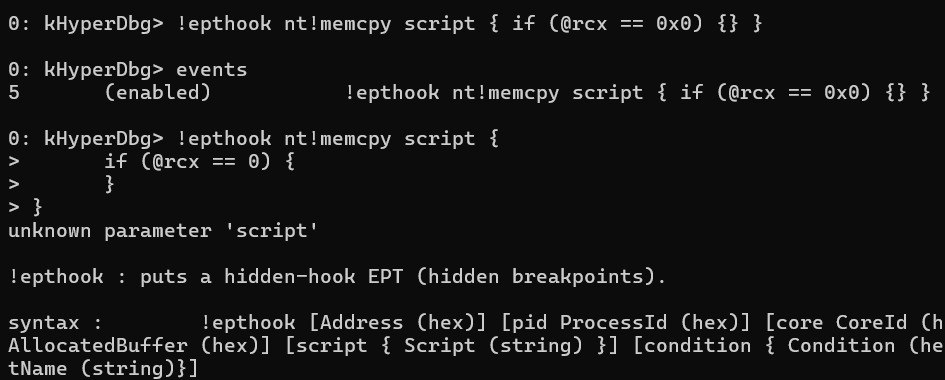 0: kHyperDbg> !epthook nt!memcpy script { if (@rcx == 0x0) {} }
0: kHyperDbg> events
5 (enabled) !epthook nt!memcpy script { if (@rcx == 0x0) {} }
0: kHyperDbg> !epthook nt!memcpy script {
> if (@rcx == 0) {
> }
> }
unknown parameter 'script'
!epthook : puts a hidden-hook EPT (hidden breakpoints).
syntax : !epthook [Address (hex)] [pid ProcessId (hex)] [core CoreId (h
AllocatedBuffer (hex)] [script { Script (string) }] [condition { Condition (he
tName (string)}]